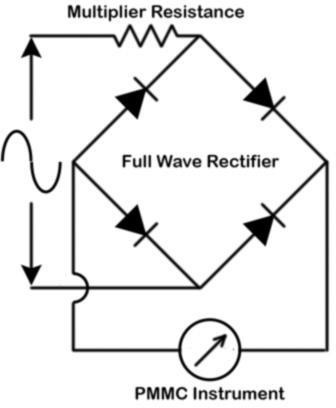 Multiplier Resistance
Full Wave Rectifier
PMMC Instrument